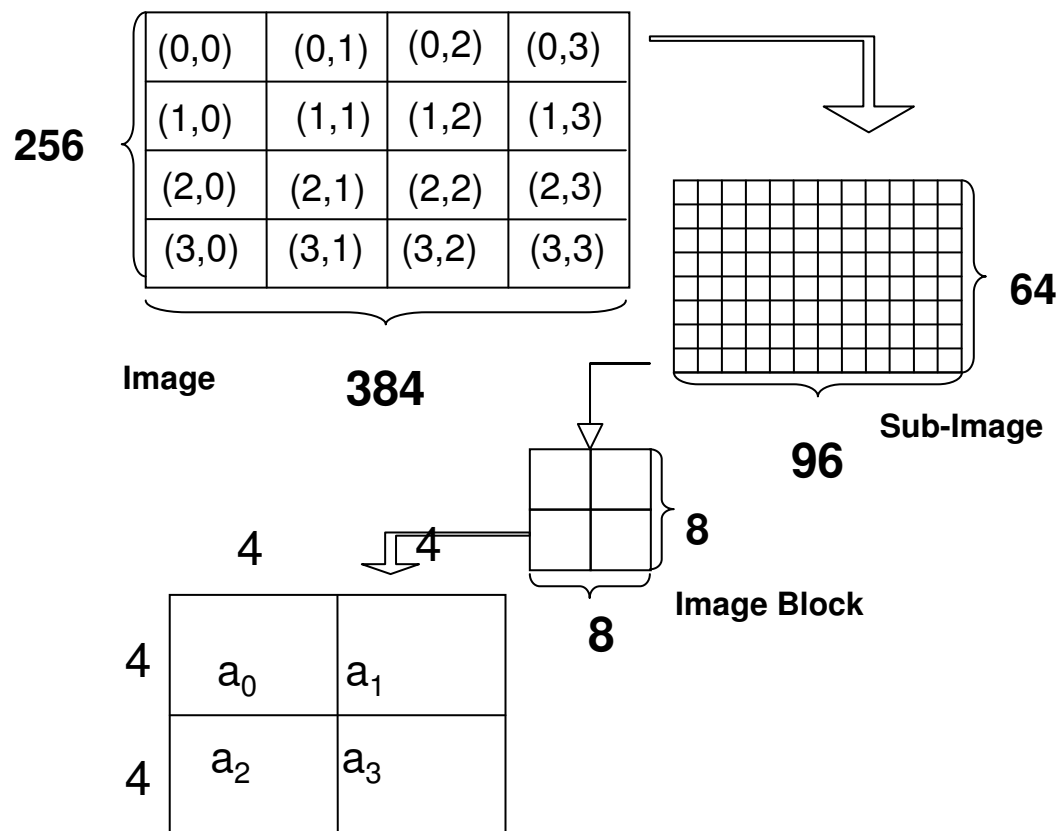 (0,0) (0,1) (0,2) (0,3)
(1,0) (1,1) (1,2) (1,3)
256
(2,0) (2,1) (2,2) (2,3)
(3,0) (3,1) (3,2) (3,3)
64
Image
384
Sub-Image
96
8
4 4
Image Block
8
4
a₀ a₁
4
a₂ a₃